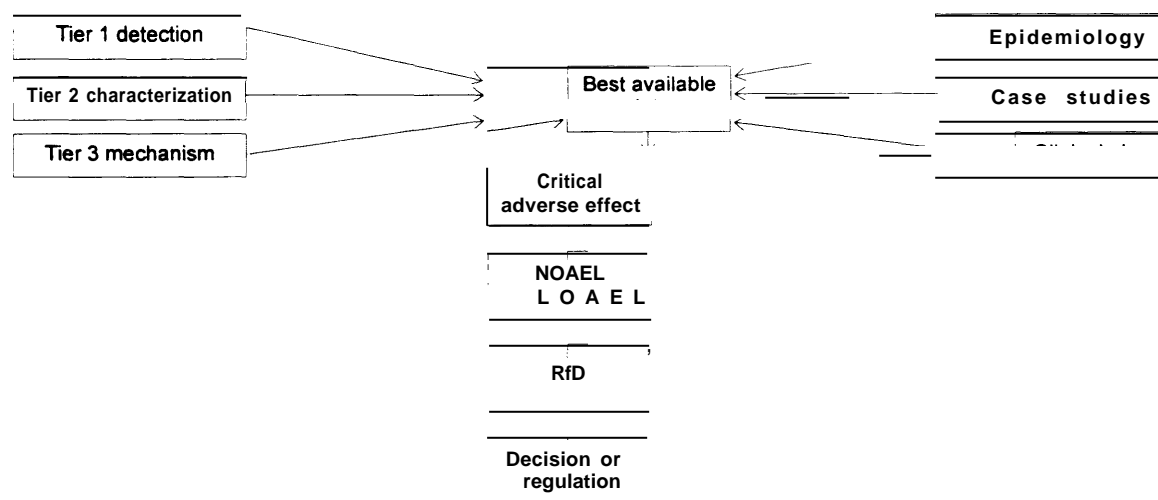 Tier 1 detection
Tier 2 characterization
Tier 3 mechanism
Best available
Epidemiology
Case studies
Critical
adverse effect
NOAEL
LOAEL
RfD
Decision or
regulation